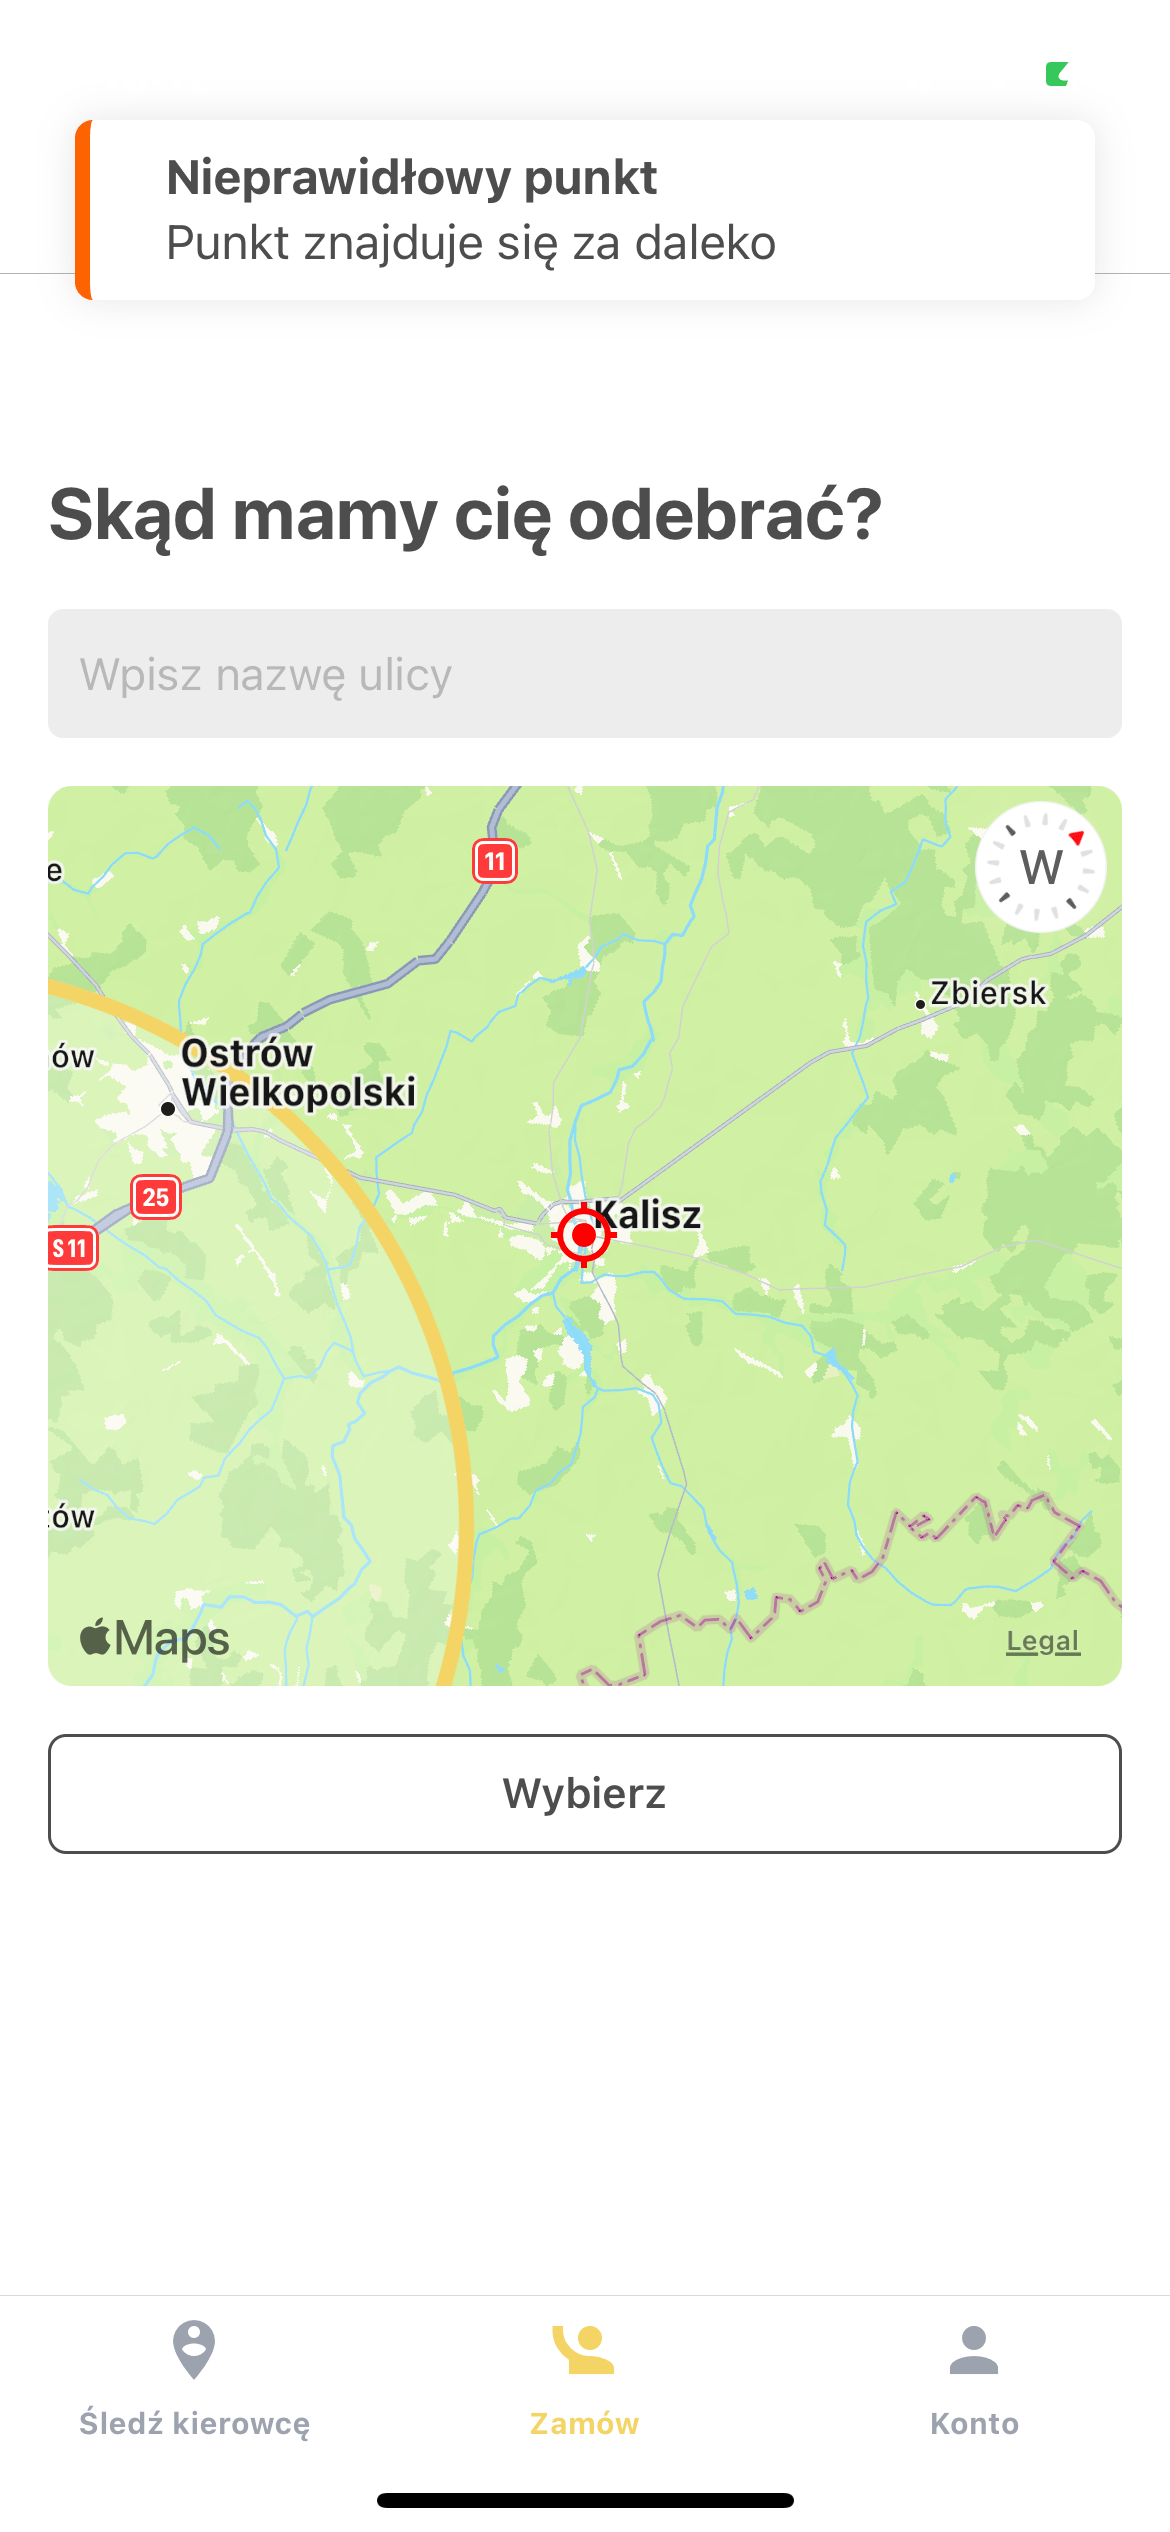 Nieprawidłowy punkt
Punkt znajduje się za daleko
Skąd mamy cię odebrać?
Wpisz nazwę ulicy
11
W
e
Zbiersk
ów
Ostrów
Wielkopolski
25
S11
Kalisz
ów
Maps
Legal
Wybierz
Śledź kierowcę
Zamów
Konto